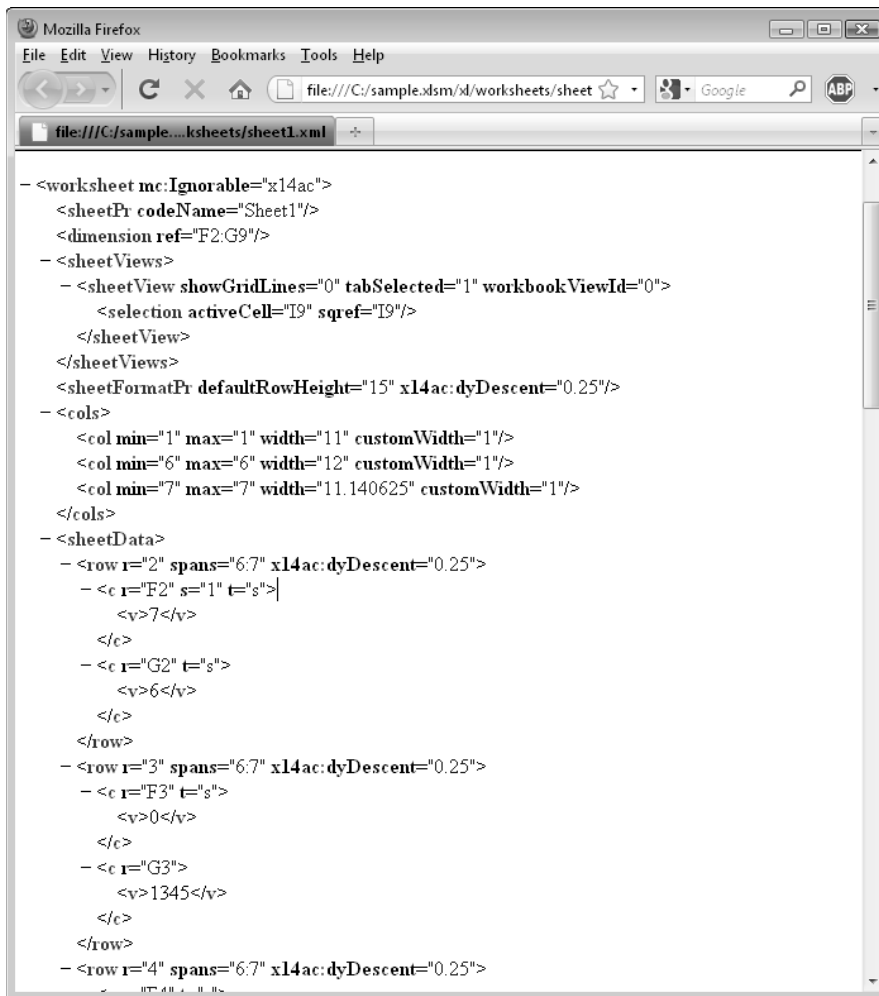 Mozilla Firefox
File Edit View History Bookmarks Tools Help
file:///C:/sample.xlsm/xl/worksheets/sheet
Google
ABP
file:///C:/sample....ksheets/sheet1.xml
− <worksheet mc:Ignorable="x14ac">
<sheetPr codeName="Sheet1"/>
<dimension ref="F2:G9"/>
− <sheetViews>
− <sheetView showGridLines="0" tabSelected="1" workbookViewId="0">
<selection activeCell="I9" sqref="I9"/>
</sheetView>
</sheetViews>
<sheetFormatPr defaultRowHeight="15" x14ac:dyDescent="0.25"/>
− <cols>
<col min="1" max="1" width="11" customWidth="1"/>
<col min="6" max="6" width="12" customWidth="1"/>
<col min="7" max="7" width="11.140625" customWidth="1"/>
</cols>
− <sheetData>
− <row r="2" spans="6:7" x14ac:dyDescent="0.25">
− <c r="F2" s="1" t="s">
<v>7</v>
</c>
− <c r="G2" t="s">
<v>6</v>
</c>
</row>
− <row r="3" spans="6:7" x14ac:dyDescent="0.25">
− <c r="F3" t="s">
<v>0</v>
</c>
− <c r="G3">
<v>1345</v>
</c>
</row>
− <row r="4" spans="6:7" x14ac:dyDescent="0.25">